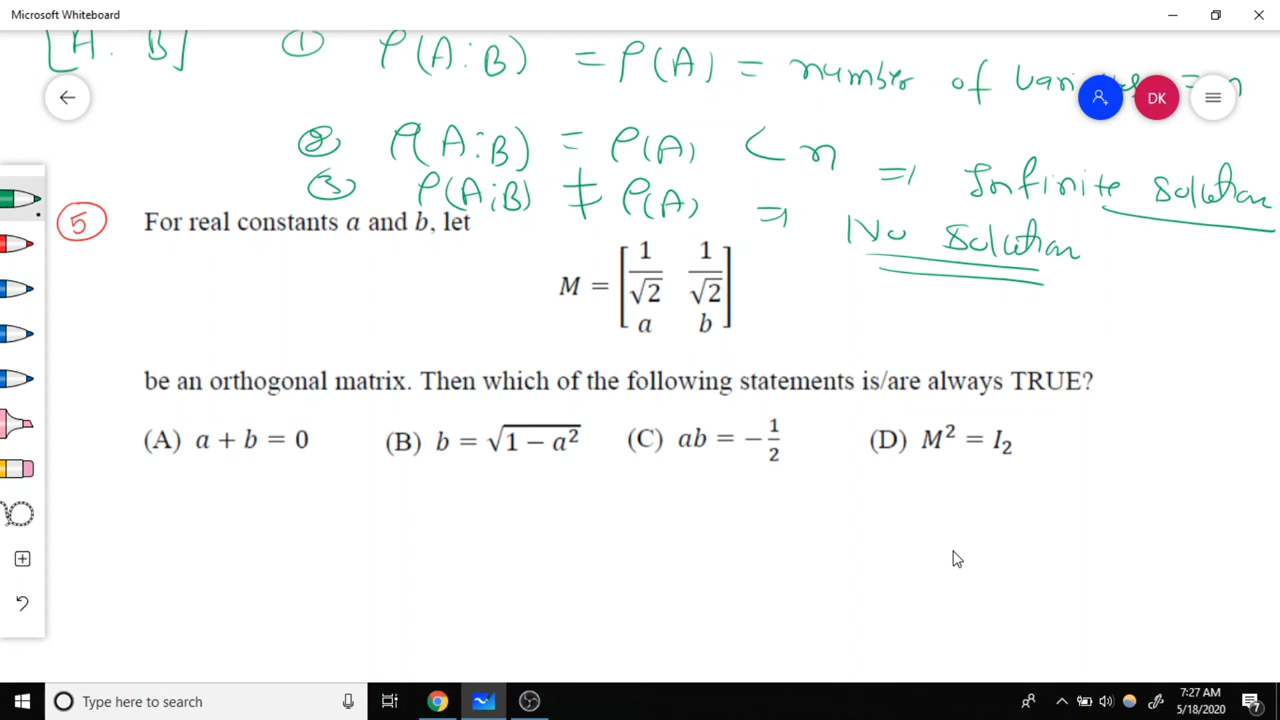 Microsoft Whiteboard
[A : B] ① ρ(A:B) = ρ(A) = number of = n
② ρ(A:B) = ρ(A) < n ⇒ Infinite solution
③ ρ(A:B) ≠ ρ(A) ⇒ No solution
DK
⑤ For real constants a and b, let
M = [1/√2 1/√2
a b]
be an orthogonal matrix. Then which of the following statements is/are always TRUE?
(A) a + b = 0 (B) b = √(1 − a²) (C) ab = −1/2 (D) M² = I₂
Type here to search
7:27 AM
5/18/2020
7